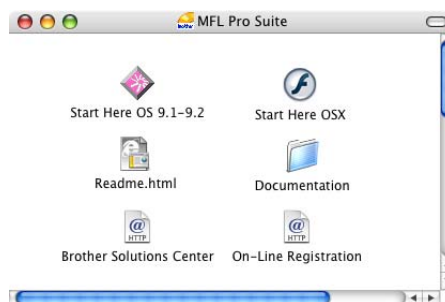 MFL Pro Suite
Start Here OS 9.1-9.2
Start Here OSX
Readme.html
Documentation
HTTP
HTTP
Brother Solutions Center
On-Line Registration